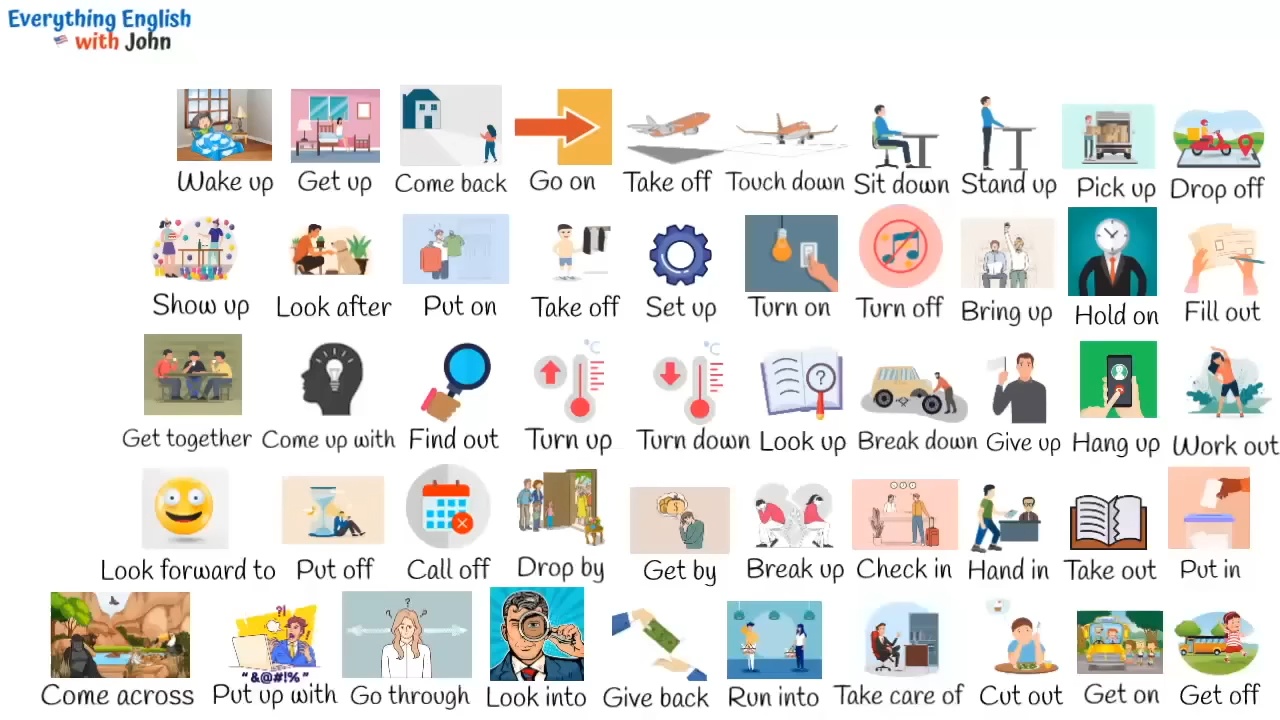 Everything English
with John
Wake up
Get up
Come back
Go on
Take off
Touch down
Sit down
Stand up
Pick up
Drop off
Show up
Look after
Put on
Take off
Set up
Turn on
Turn off
Bring up
Hold on
Fill out
°C
°C
?
Get together
Come up with
Find out
Turn up
Turn down
Look up
Break down
Give up
Hang up
Work out
Look forward to
Put off
Call off
Drop by
Get by
Break up
Check in
Hand in
Take out
Put in
?!
? ? ?
"&@#!%"
Come across
Put up with
Go through
Look into
Give back
Run into
Take care of
Cut out
Get on
Get off